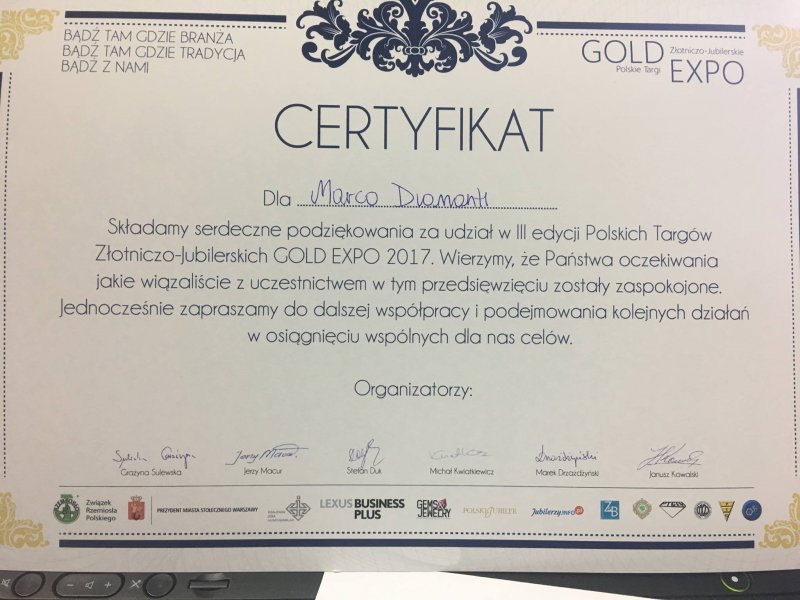 BĄDŹ TAM GDZIE BRANŻA
BĄDŹ TAM GDZIE TRADYCJA
BĄDŹ Z NAMI
GOLD EXPO
Polskie Targi
Złotniczo-Jubilerskie
CERTYFIKAT
Dla Marco Diamanti
Składamy serdeczne podziękowania za udział w III edycji Polskich Targów
Złotniczo-Jubilerskich GOLD EXPO 2017. Wierzymy, że Państwa oczekiwania
jakie wiązaliście z uczestnictwem w tym przedsięwzięciu zostały zaspokojone.
Jednocześnie zapraszamy do dalszej współpracy i podejmowania kolejnych działań
w osiągnięciu wspólnych dla nas celów.
Organizatorzy:
Grażyna Sulewska
Jerzy Macur
Stefan Duk
Michał Kwiatkiewicz
Marek Drzażdżyński
Janusz Kowalski
Związek
Rzemiosła
Polskiego
PREZYDENT MIASTA STOŁECZNEGO WARSZAWY
LEXUS BUSINESS
PLUS
GEMS&
JEWELRY
POLSKI JUBILER
Jubilerzy.INFO.pl